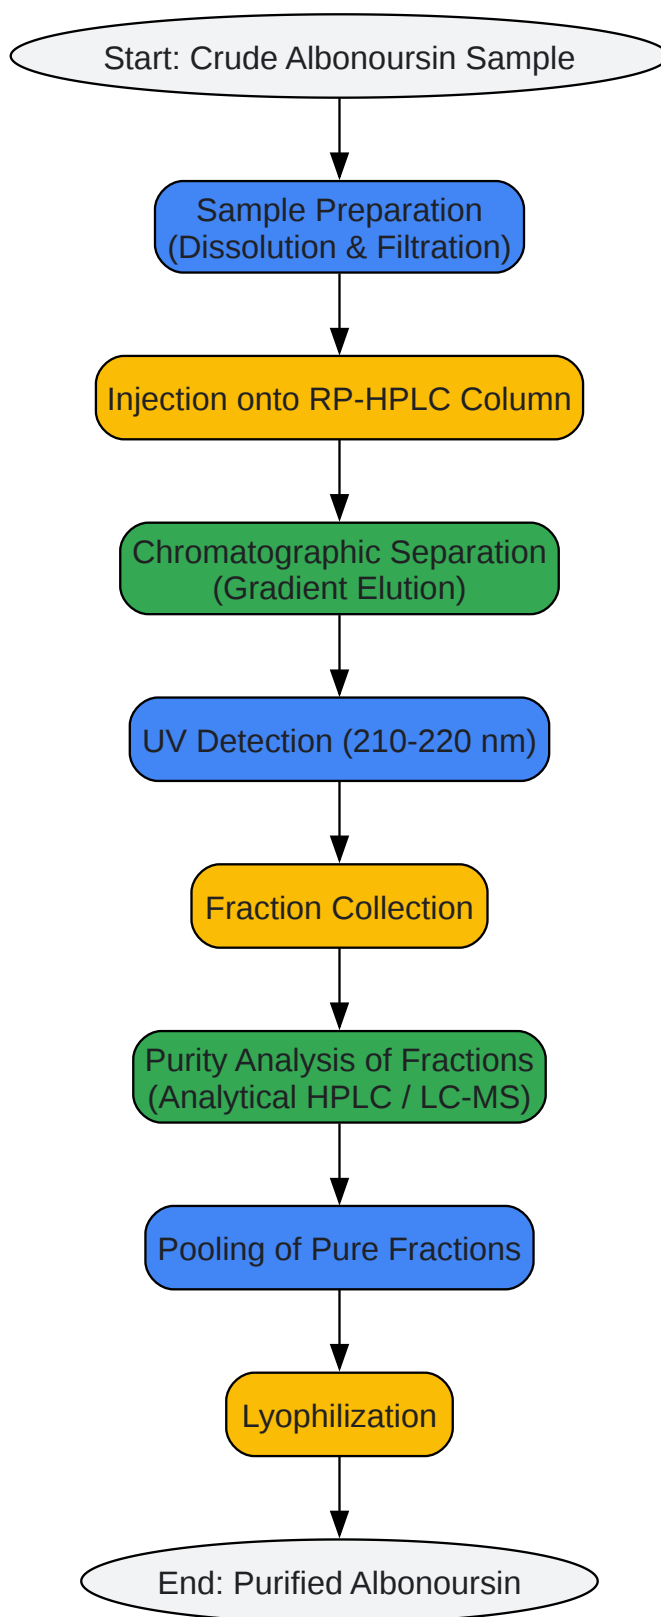 Start: Crude Albonoursin Sample
Sample Preparation
(Dissolution & Filtration)
Injection onto RP-HPLC Column
Chromatographic Separation
(Gradient Elution)
UV Detection (210-220 nm)
Fraction Collection
Purity Analysis of Fractions
(Analytical HPLC / LC-MS)
Pooling of Pure Fractions
Lyophilization
End: Purified Albonoursin